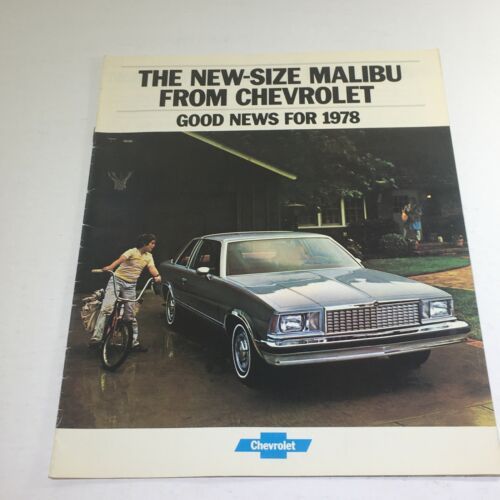 THE NEW-SIZE MALIBU
FROM CHEVROLET
GOOD NEWS FOR 1978
Chevrolet